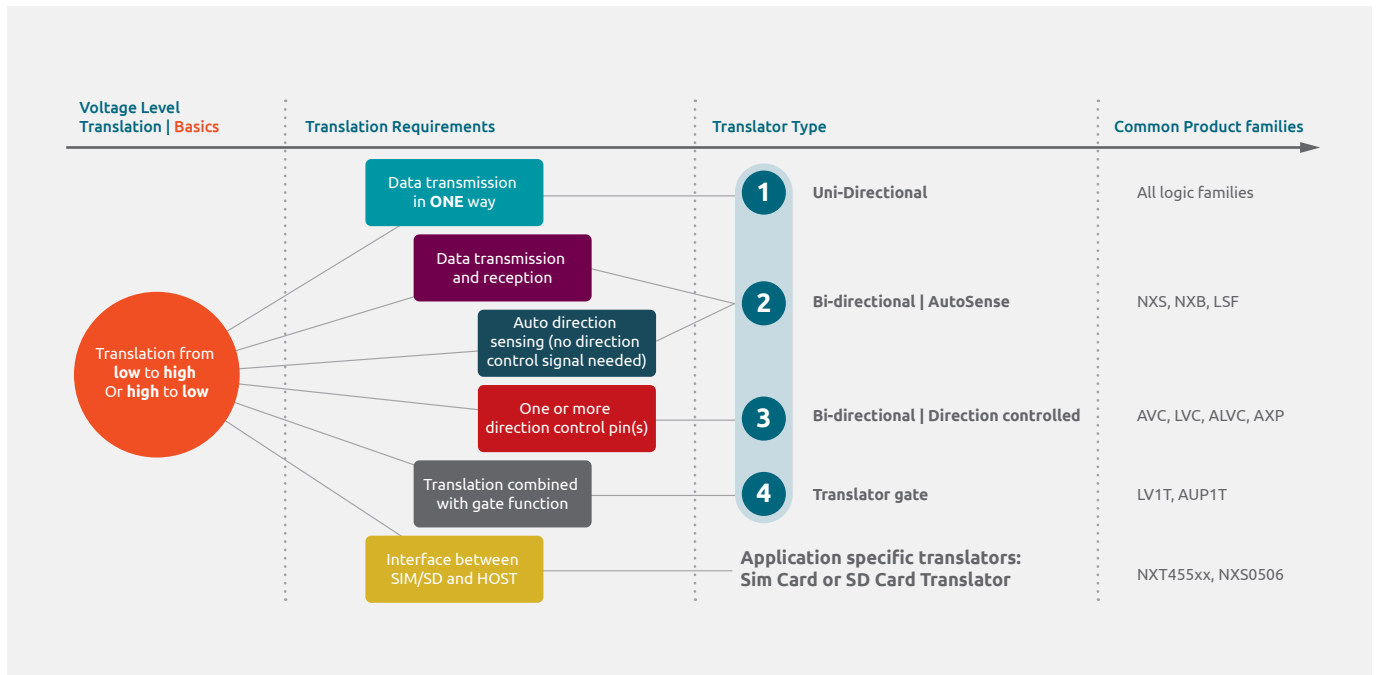 Voltage Level
Translation | Basics
Translation Requirements
Translator Type
Common Product families
Translation from
low to high
Or high to low
Data transmission
in ONE way
Data transmission
and reception
Auto direction
sensing (no direction
control signal needed)
One or more
direction control pin(s)
Translation combined
with gate function
Interface between
SIM/SD and HOST
1
Uni-Directional
All logic families
2
Bi-directional | AutoSense
NXS, NXB, LSF
3
Bi-directional | Direction controlled
AVC, LVC, ALVC, AXP
4
Translator gate
LV1T, AUP1T
Application specific translators:
Sim Card or SD Card Translator
NXT455xx, NXS0506